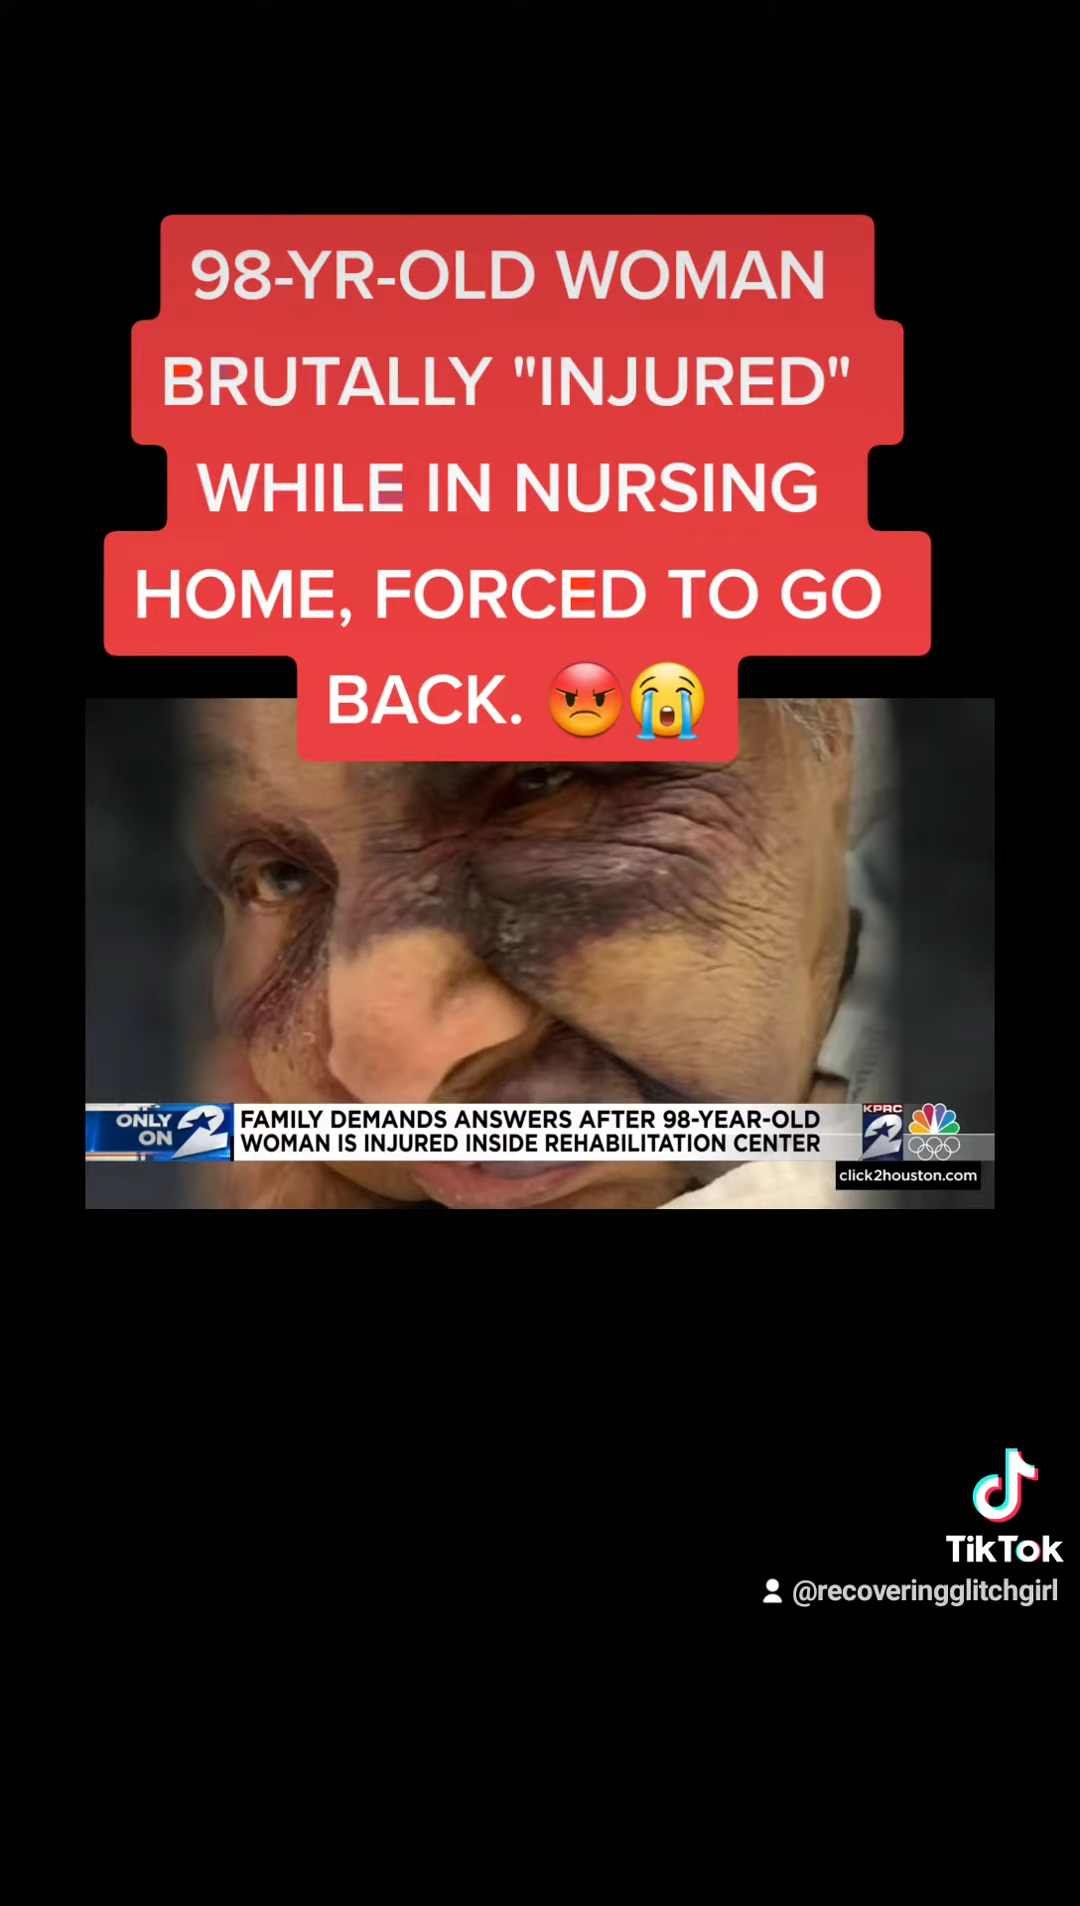 98-YR-OLD WOMAN
BRUTALLY "INJURED"
WHILE IN NURSING
HOME, FORCED TO GO
BACK. 😡😭
ONLY
ON 2
FAMILY DEMANDS ANSWERS AFTER 98-YEAR-OLD
WOMAN IS INJURED INSIDE REHABILITATION CENTER
KPRC
2
click2houston.com
TikTok
@recoveringglitchgirl